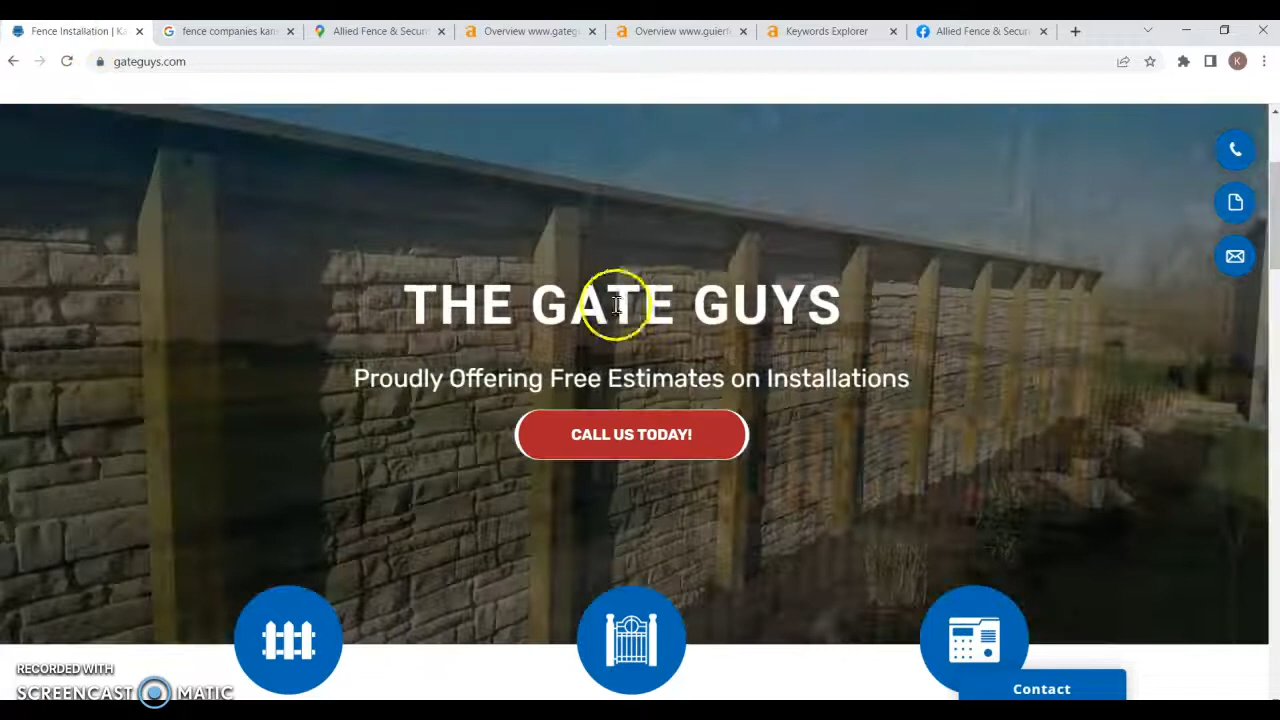 Fence Installation | Ka
fence companies kans
Allied Fence & Secur
Overview www.gateg
Overview www.guierf
Keywords Explorer
Allied Fence & Secur
gateguys.com
K
THE GATE GUYS
Proudly Offering Free Estimates on Installations
CALL US TODAY!
Contact
RECORDED WITH
SCREENCAST MATIC